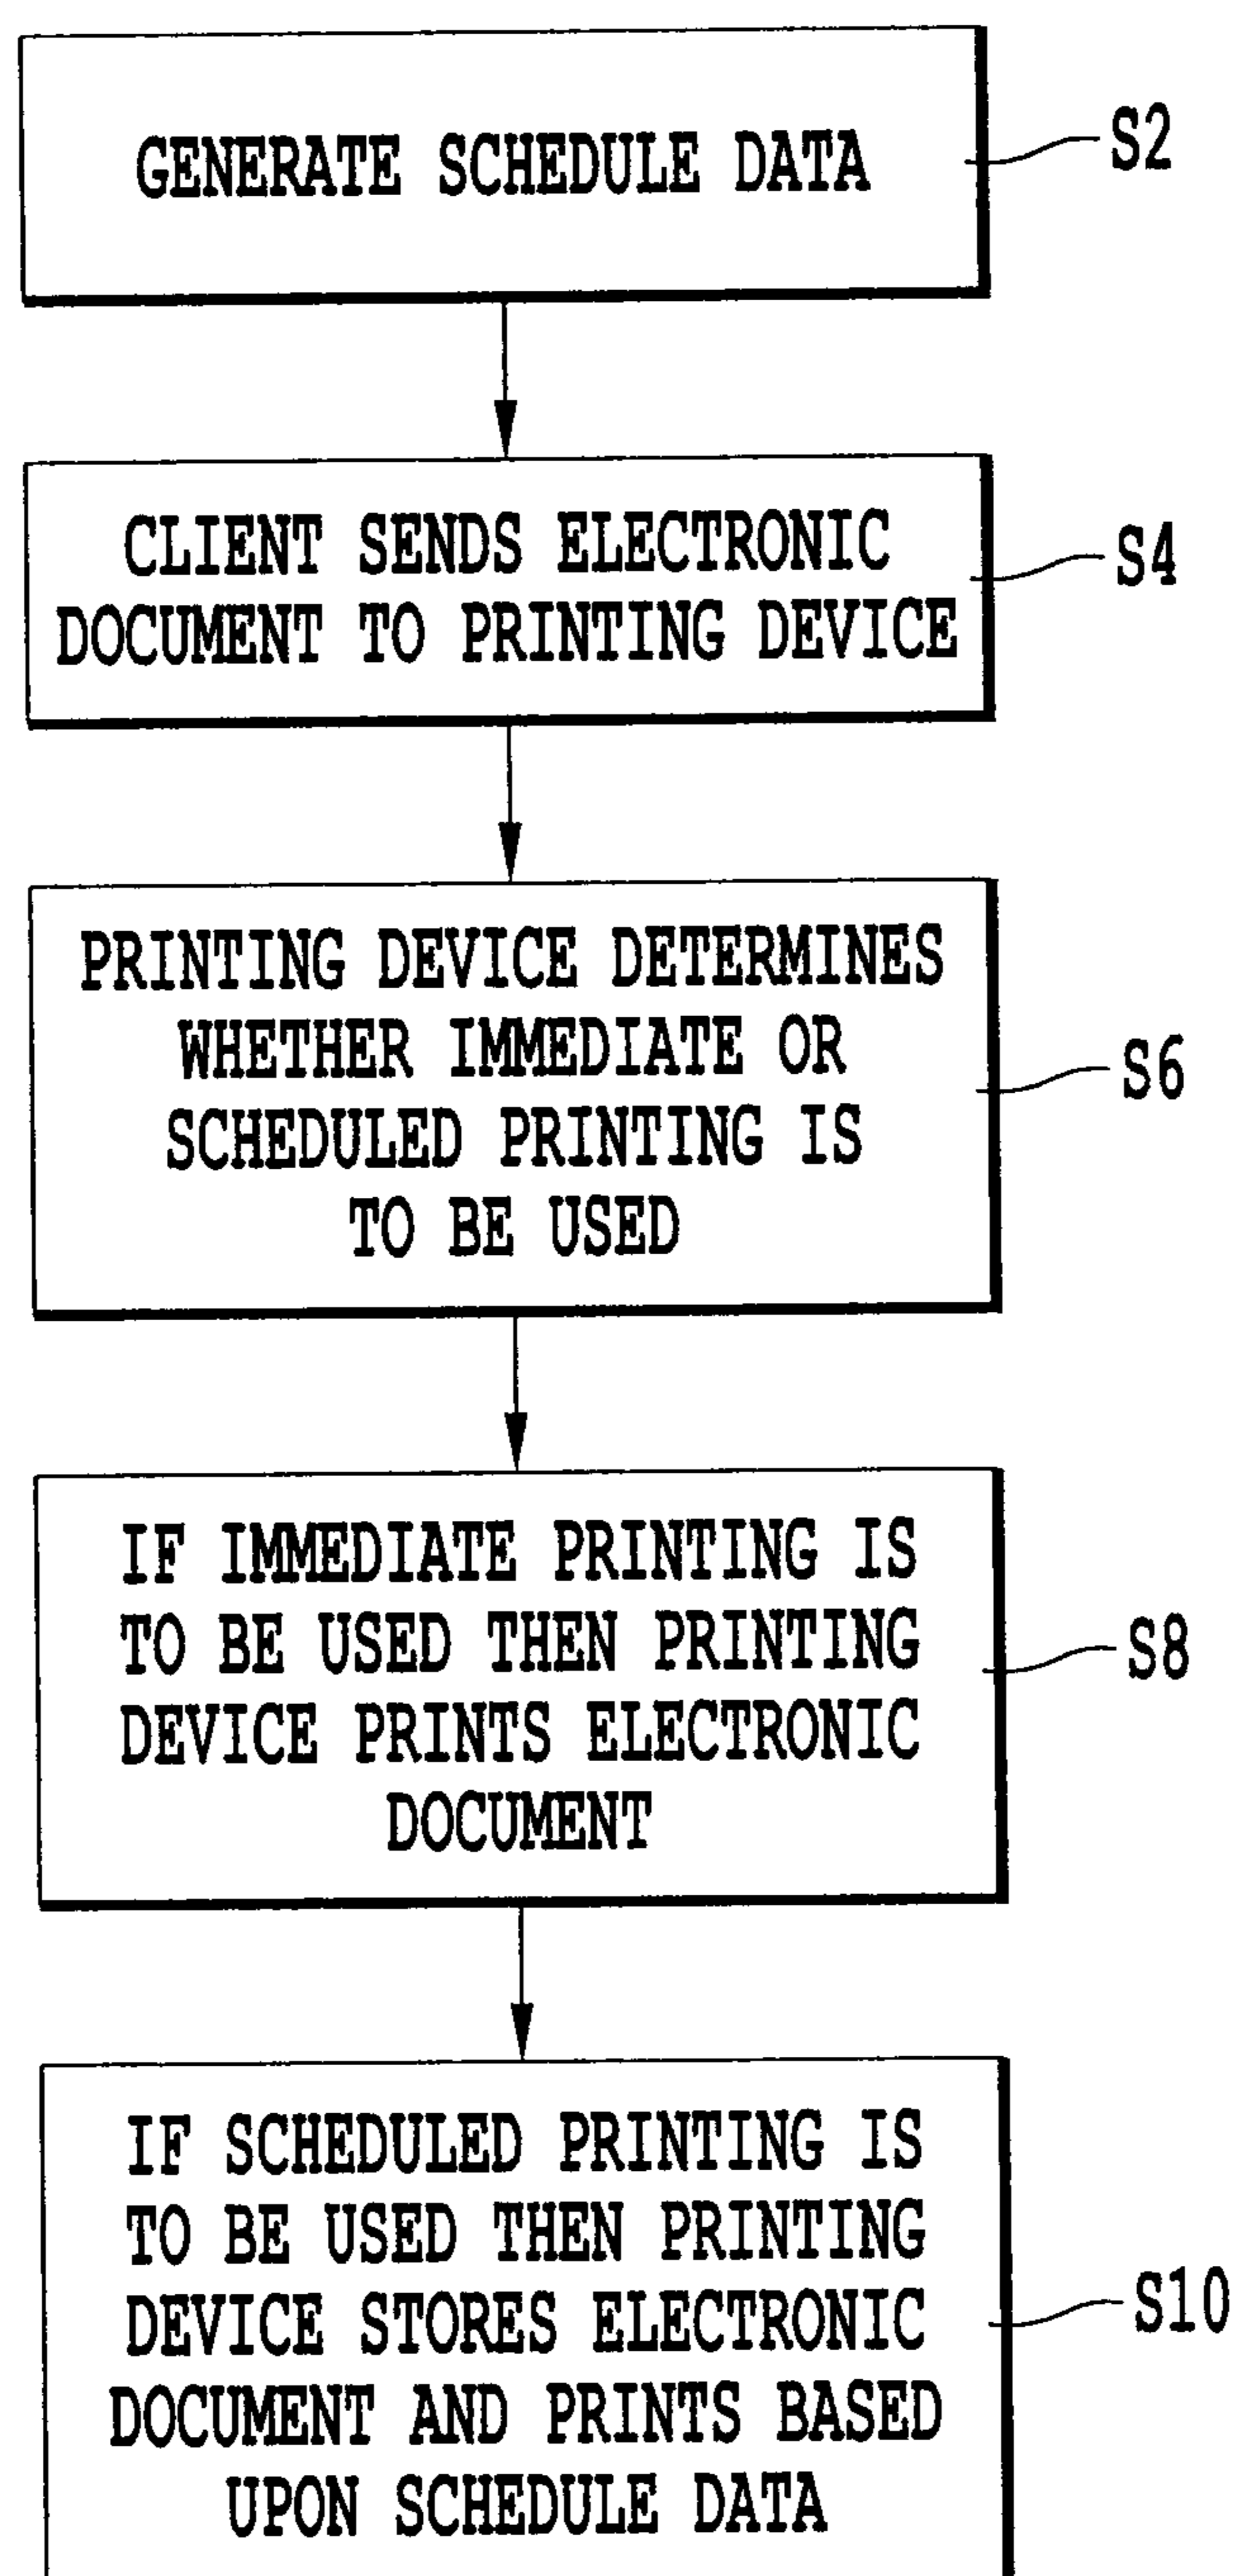 GENERATE SCHEDULE DATA
S2
CLIENT SENDS ELECTRONIC
DOCUMENT TO PRINTING DEVICE
S4
PRINTING DEVICE DETERMINES
WHETHER IMMEDIATE OR
SCHEDULED PRINTING IS
TO BE USED
S6
IF IMMEDIATE PRINTING IS
TO BE USED THEN PRINTING
DEVICE PRINTS ELECTRONIC
DOCUMENT
S8
IF SCHEDULED PRINTING IS
TO BE USED THEN PRINTING
DEVICE STORES ELECTRONIC
DOCUMENT AND PRINTS BASED
UPON SCHEDULE DATA
S10